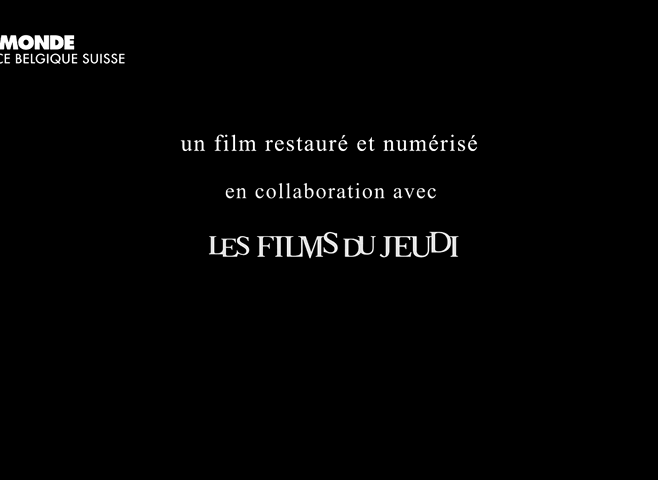 MONDE
CE BELGIQUE SUISSE
un film restauré et numérisé
en collaboration avec
LES FILMS DU JEUDI